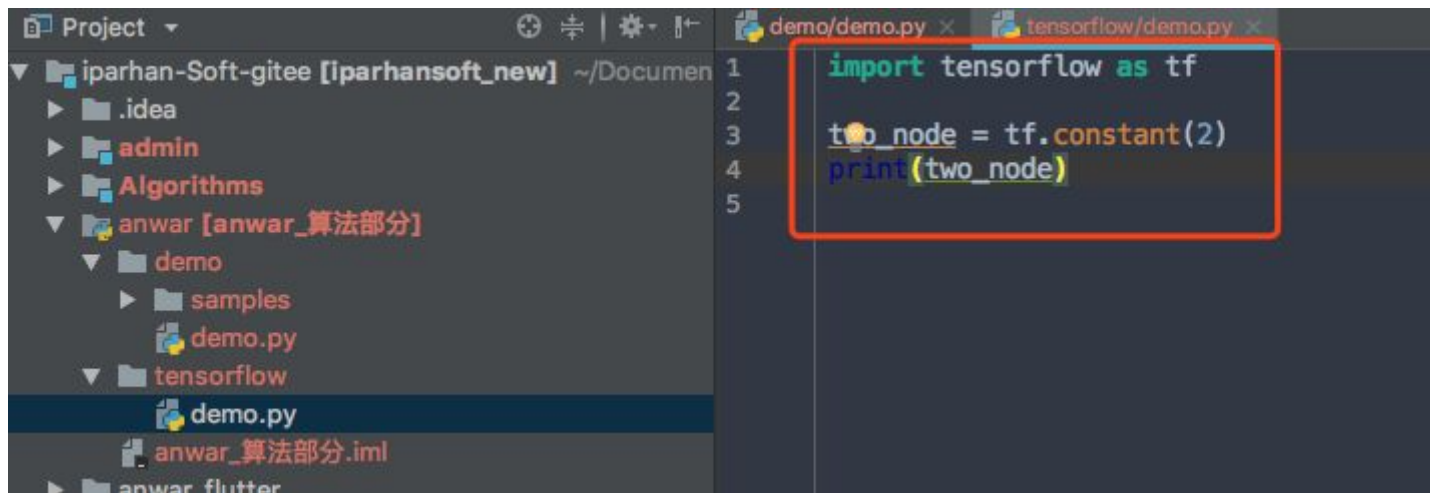 Project
iparhan-Soft-gitee [iparhansoft_new] ~/Documen
.idea
admin
Algorithms
anwar [anwar_算法部分]
demo
samples
demo.py
tensorflow
demo.py
anwar_算法部分.iml
anwar_flutter
demo/demo.py
tensorflow/demo.py
1 import tensorflow as tf
2
3 two_node = tf.constant(2)
4 print(two_node)
5